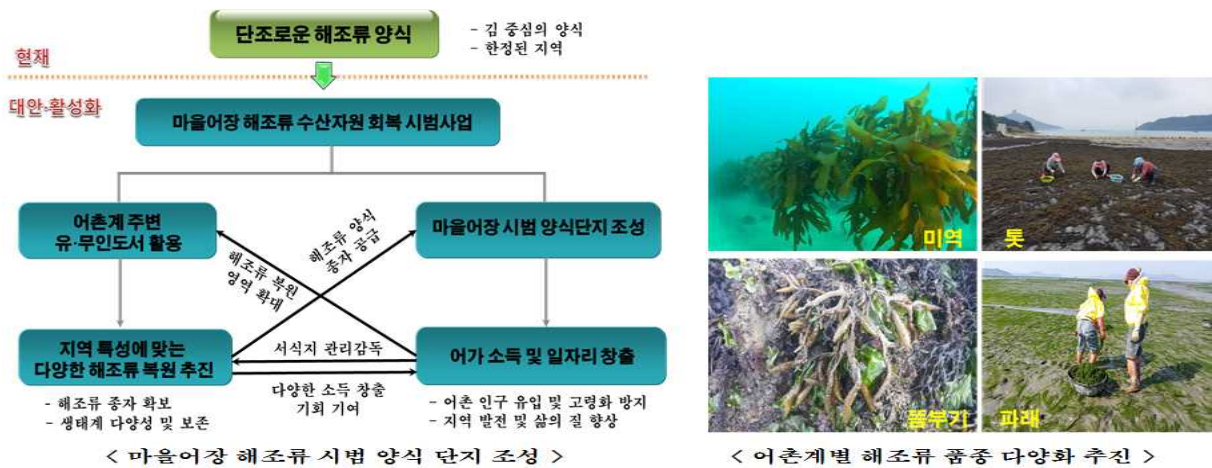 단조로운 해조류 양식
- 김 중심의 양식
- 한정된 지역
현재
대안·활성화
마을어장 해조류 수산자원 회복 시범사업
어촌계 주변
유·무인도서 활용
마을어장 시범 양식단지 조성
해조류 양식
종자 공급
해조류 복원
영역 확대
지역 특성에 맞는
다양한 해조류 복원 추진
서식지 관리감독
다양한 소득 창출
기회 기여
어가 소득 및 일자리 창출
- 해조류 종자 확보
- 생태계 다양성 및 보존
- 어촌 인구 유입 및 고령화 방지
- 지역 발전 및 삶의 질 향상
< 마을어장 해조류 시범 양식 단지 조성 >
미역
톳
뜸부기
파래
< 어촌계별 해조류 품종 다양화 추진 >